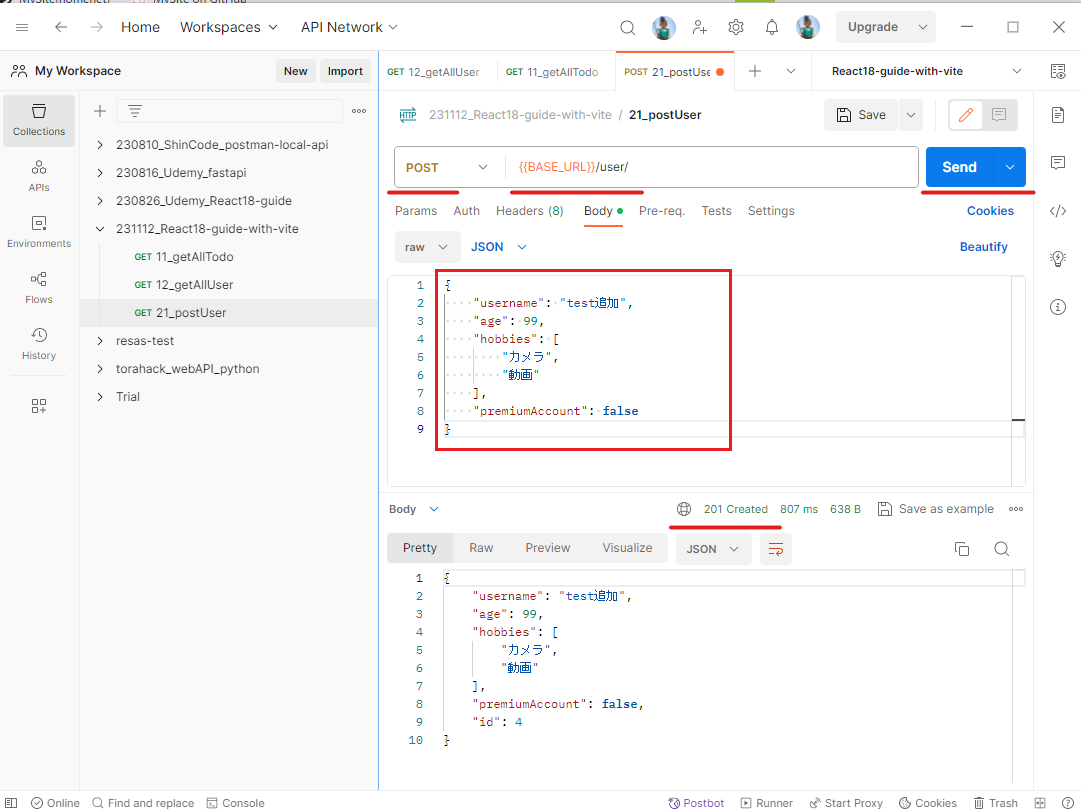 Home Workspaces API Network Upgrade
My Workspace New Import
GET 12_getAllUser GET 11_getAllTodo POST 21_postUse React18-guide-with-vite
Collections
APIs
Environments
Flows
History
230810_ShinCode_postman-local-api
230816_Udemy_fastapi
230826_Udemy_React18-guide
231112_React18-guide-with-vite
GET 11_getAllTodo
GET 12_getAllUser
GET 21_postUser
resas-test
torahack_webAPI_python
Trial
HTTP 231112_React18-guide-with-vite / 21_postUser Save
POST {{BASE_URL}}/user/ Send
Params Auth Headers (8) Body Pre-req. Tests Settings Cookies
raw JSON Beautify
1 {
2 "username": "test追加",
3 "age": 99,
4 "hobbies": [
5 "カメラ",
6 "動画"
7 ],
8 "premiumAccount": false
9 }
Body 201 Created 807 ms 638 B Save as example
Pretty Raw Preview Visualize JSON
1 {
2 "username": "test追加",
3 "age": 99,
4 "hobbies": [
5 "カメラ",
6 "動画"
7 ],
8 "premiumAccount": false,
9 "id": 4
10 }
Online Find and replace Console Postbot Runner Start Proxy Cookies Trash